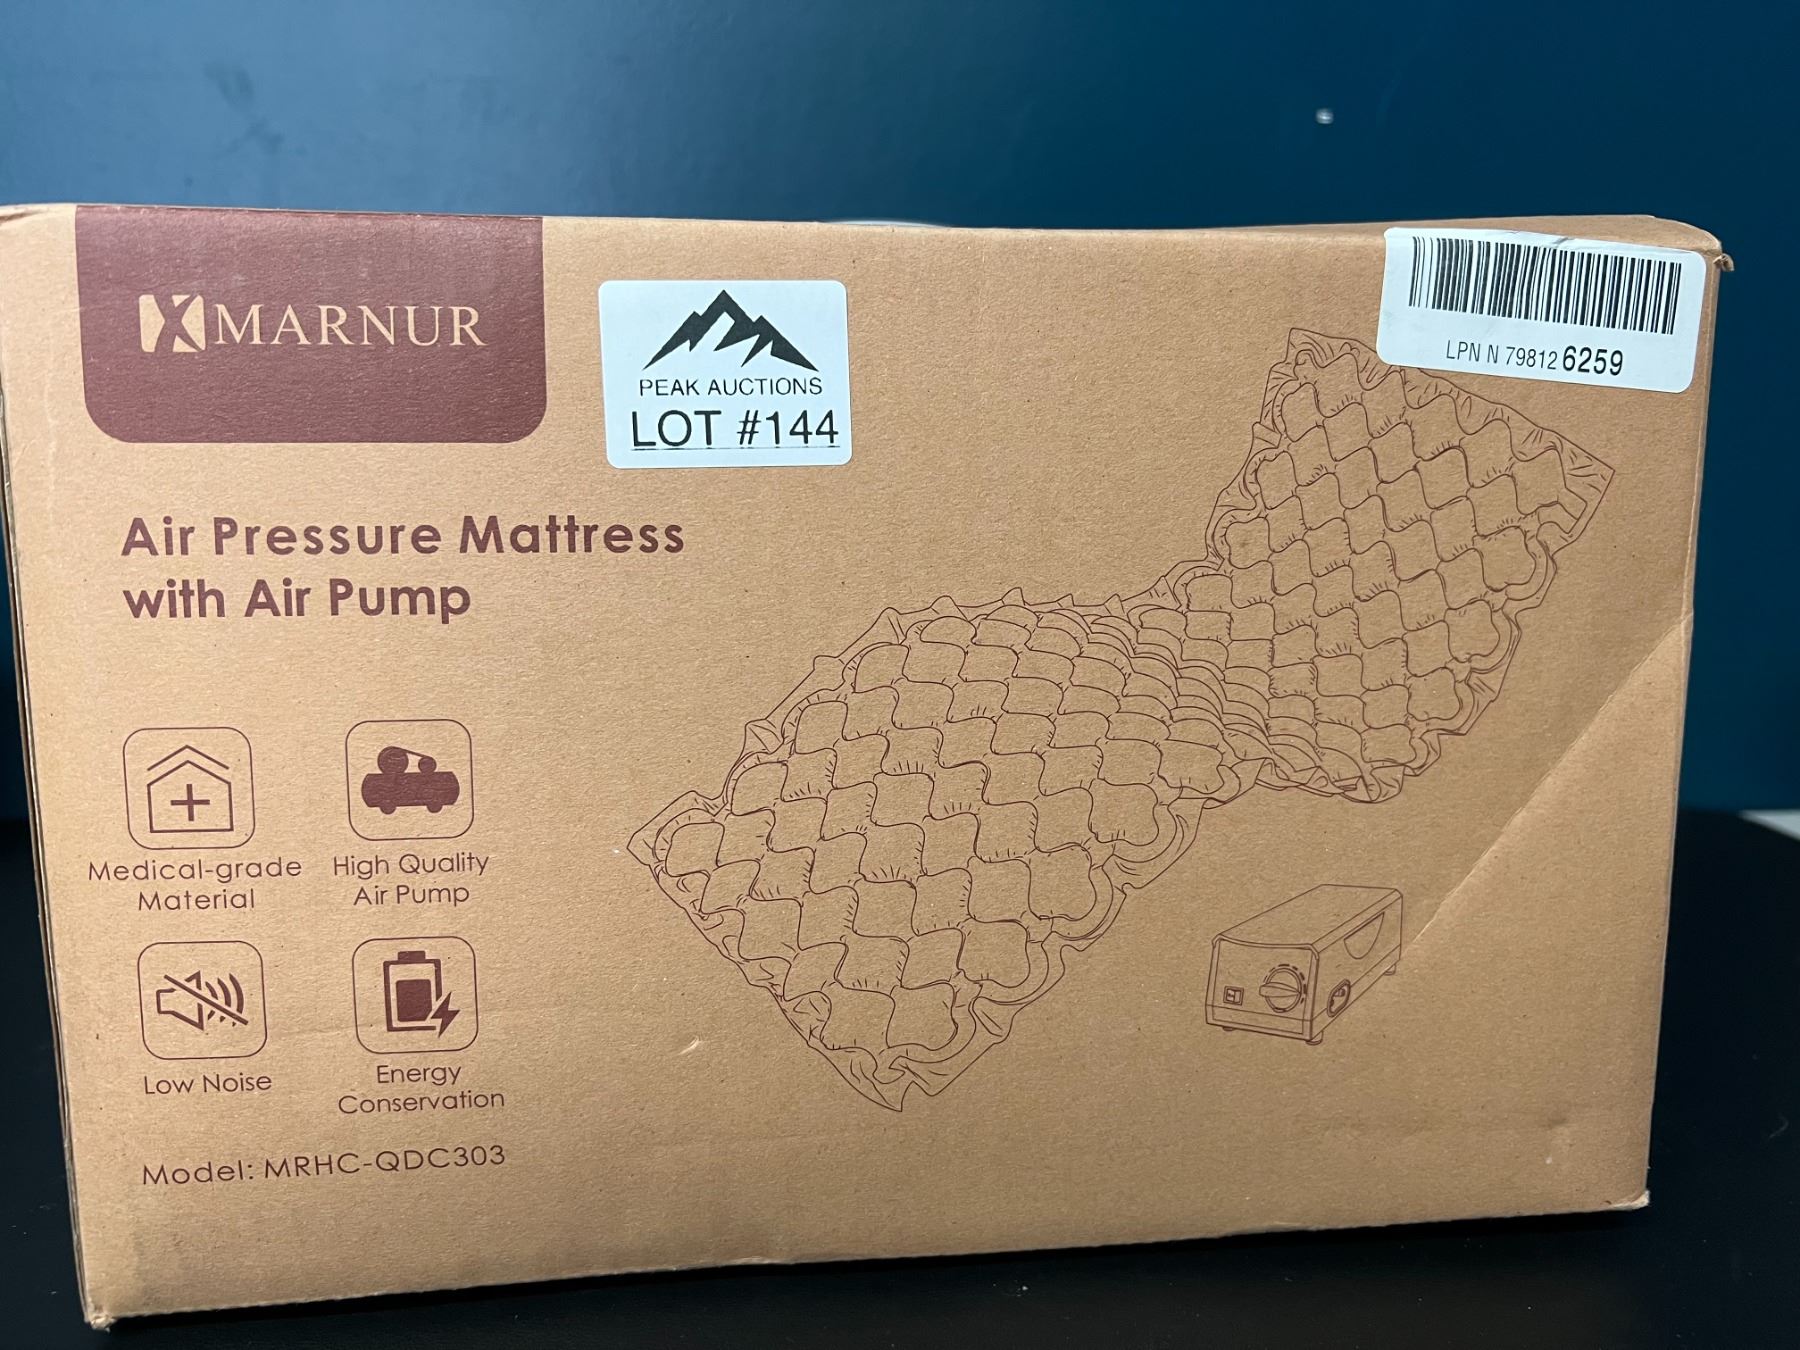 MARNUR
PEAK AUCTIONS
LOT #144
LPN N 79812 6259
Air Pressure Mattress
with Air Pump
Medical-grade
Material
High Quality
Air Pump
Low Noise
Energy
Conservation
Model: MRHC-QDC303